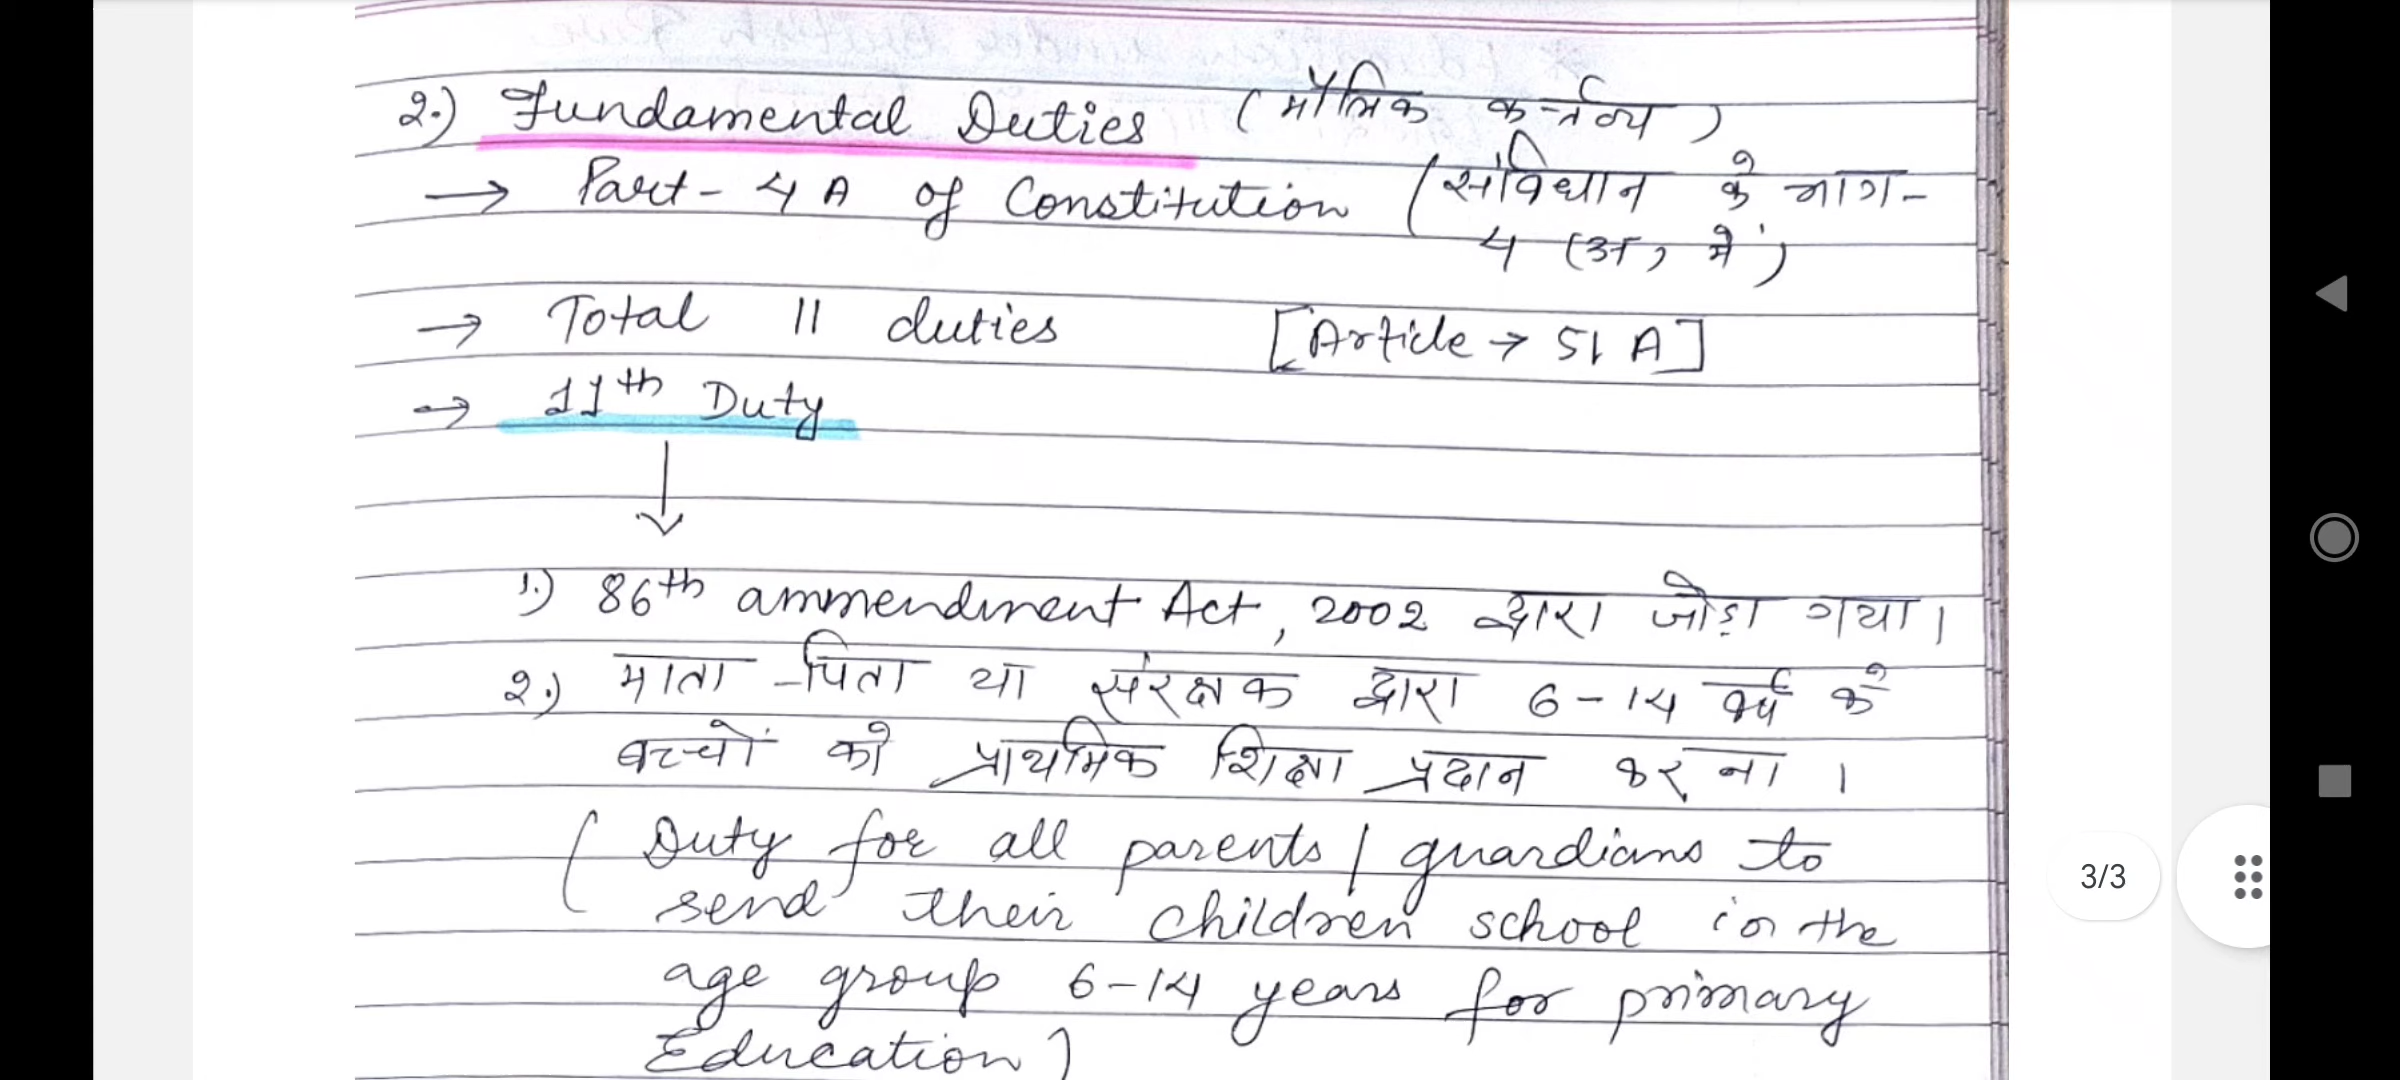 2.) Fundamental Duties (मौलिक कर्त्तव्य)
→ Part- 4 A of Constitution (संविधान के भाग-
4 (अ) में)
→ Total 11 duties [Article → 51 A]
→ 11th Duty
↓
1.) 86th ammendment Act, 2002 द्वारा जोड़ा गया।
2.) माता-पिता या संरक्षक द्वारा 6-14 वर्ष के
बच्चों को प्राथमिक शिक्षा प्रदान करना।
( Duty for all parents / guardians to
send their children school in the
age group 6-14 years for primary
Education)
3/3